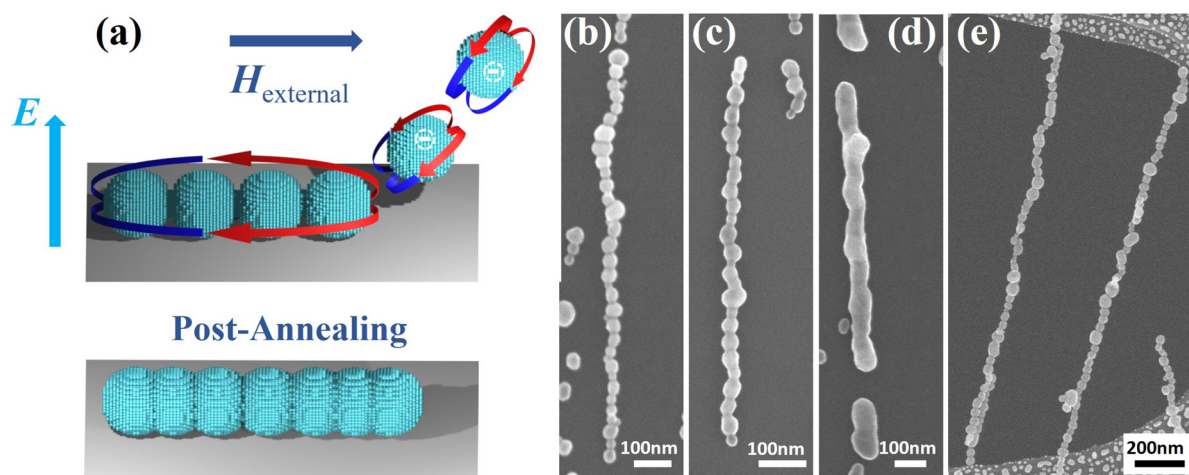 (a)
H external
E
Post-Annealing
(b)
100nm
(c)
100nm
(d)
100nm
(e)
200nm